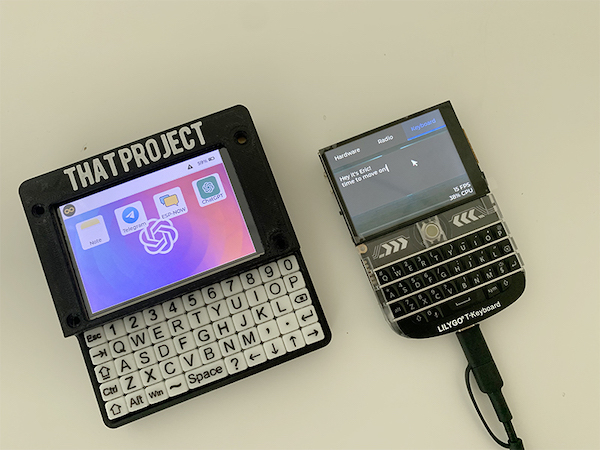 THAT PROJECT
59%
Note
Telegram
ESP-NOW
ChatGPT
Esc 1 2 3 4 5 6 7 8 9 0
Q W E R T Y U I O P
A S D F G H J K L
Ctrl Z X C V B N M , .
Alt Win ~ Space ?
Hardware Radio Keyboard
Hey it's Eric!
time to move on
15 FPS
38% CPU
Q W E R T Y U I O P
A S D F G H J K L
Z X C V B N M $
LILYGO T-Keyboard